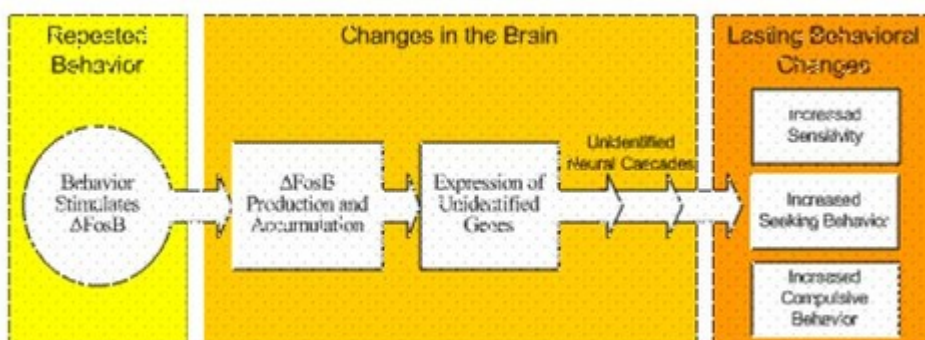 Repeated
Behavior
Changes in the Brain
Lasting Behavioral
Changes
Behavior
Stimulates
ΔFosB
ΔFosB
Production and
Accumulation
Expression of
Unidentified
Genes
Unidentified
Neural Cascades
Increased
Sensitivity
Increased
Seeking Behavior
Increased
Compulsive
Behavior